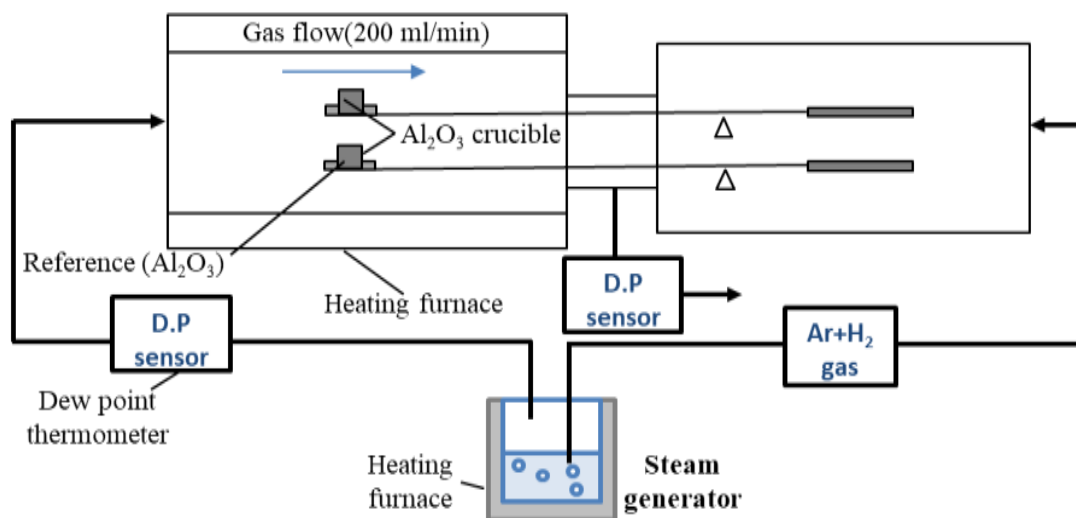 Gas flow(200 ml/min)
Al₂O₃ crucible
Reference (Al₂O₃)
Heating furnace
D.P
sensor
D.P
sensor
Ar+H₂
gas
Dew point
thermometer
Heating
furnace
Steam
generator